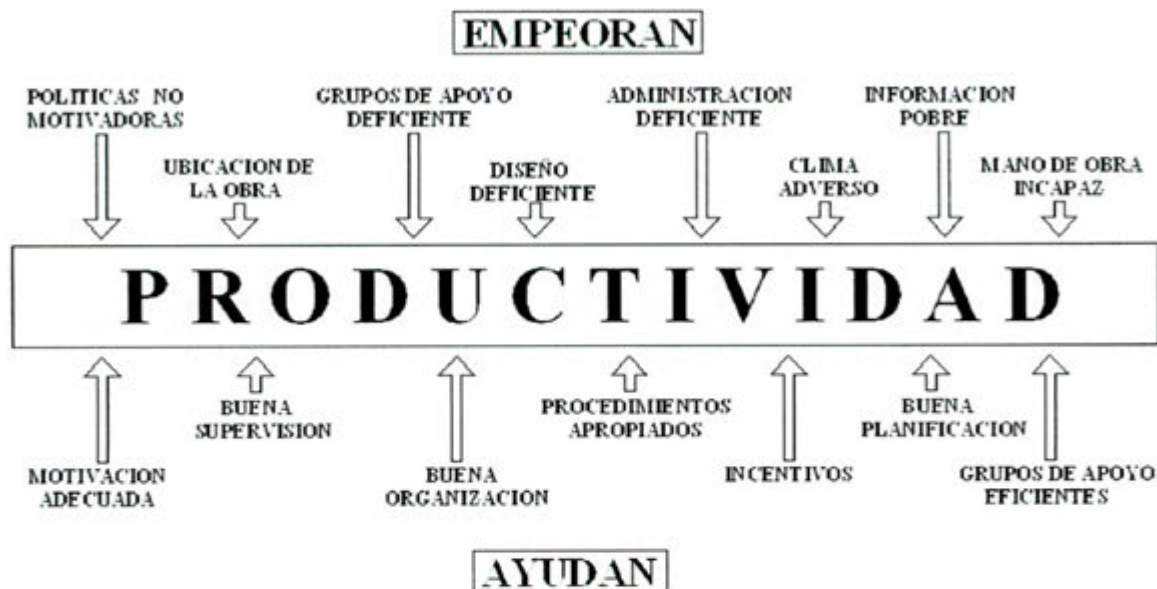 EMPEORAN
POLITICAS NO
MOTIVADORAS
GRUPOS DE APOYO
DEFICIENTE
ADMINISTRACION
DEFICIENTE
INFORMACION
POBRE
UBICACION DE
LA OBRA
DISEÑO
DEFICIENTE
CLIMA
ADVERSO
MANO DE OBRA
INCAPAZ
PRODUCTIVIDAD
BUENA
SUPERVISION
PROCEDIMIENTOS
APROPIADOS
BUENA
PLANIFICACION
MOTIVACION
ADECUADA
BUENA
ORGANIZACION
INCENTIVOS
GRUPOS DE APOYO
EFICIENTES
AYUDAN